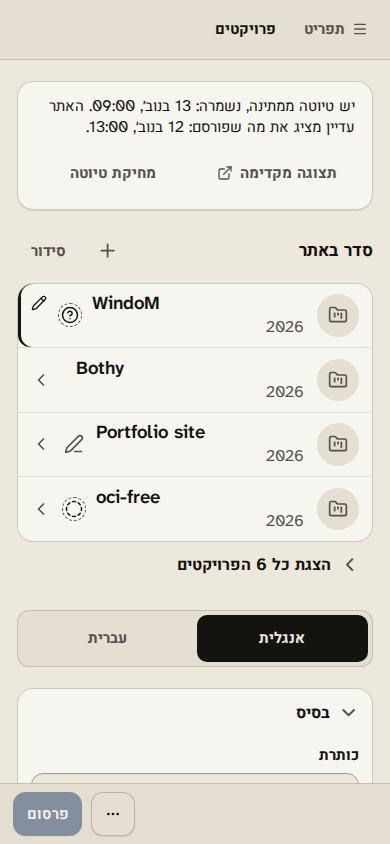 תפריט פרויקטים
יש טיוטה ממתינה, נשמרה: 13 בנוב׳, 09:00. האתר
עדיין מציג את מה שפורסם: 12 בנוב׳, 13:00.
תצוגה מקדימה מחיקת טיוטה
סדר באתר סידור
WindoM
2026
Bothy
Portfolio site
2026
oci-free
2026
הצגת כל 6 הפרויקטים
אנגלית עברית
בסיס
כותרת
פרסום